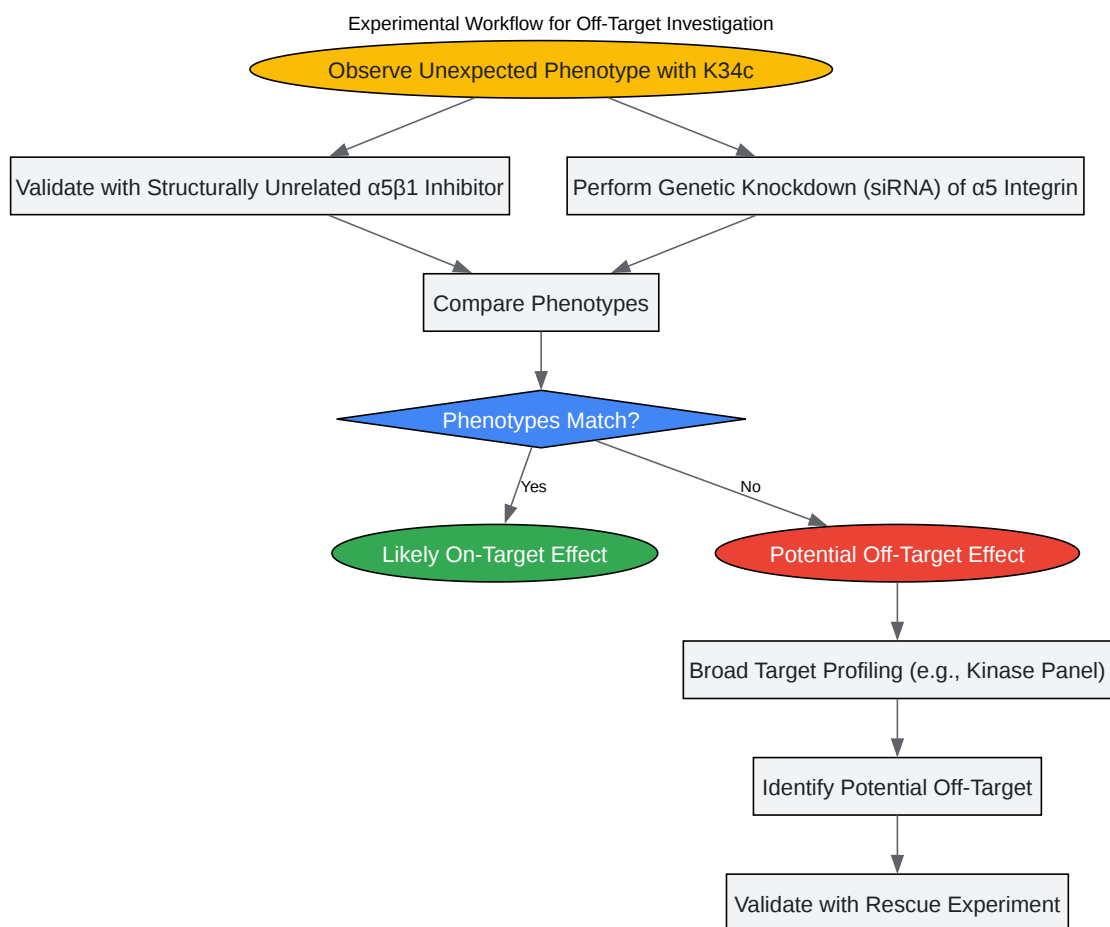 Experimental Workflow for Off-Target Investigation
Observe Unexpected Phenotype with K34c
Validate with Structurally Unrelated α5β1 Inhibitor
Perform Genetic Knockdown (siRNA) of α5 Integrin
Compare Phenotypes
Phenotypes Match?
Yes
No
Likely On-Target Effect
Potential Off-Target Effect
Broad Target Profiling (e.g., Kinase Panel)
Identify Potential Off-Target
Validate with Rescue Experiment